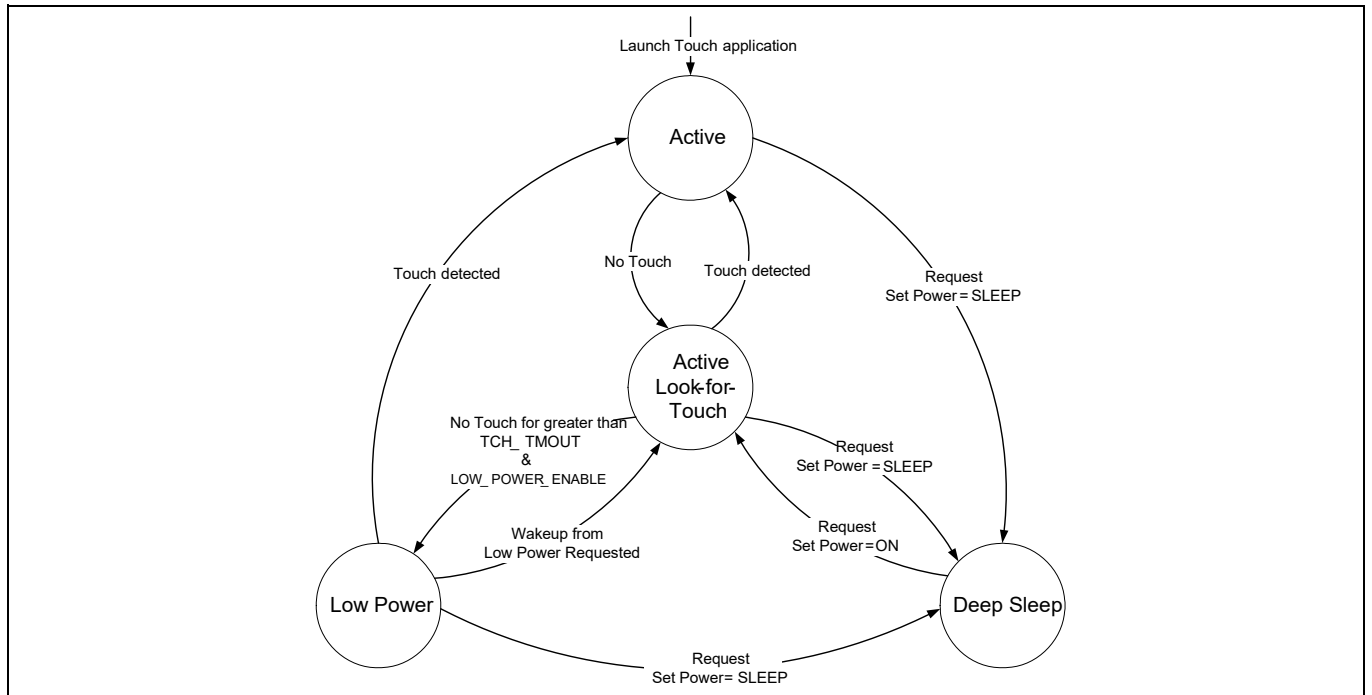 Launch Touch application
Active
No Touch
Touch detected
Touch detected
Request
Set Power = SLEEP
Active
Look-for-
Touch
No Touch for greater than
TCH_ TMOUT
&
LOW_ POWER_ ENABLE
Request
Set Power = SLEEP
Wakeup from
Low Power Requested
Request
Set Power=ON
Low Power
Deep Sleep
Request
Set Power= SLEEP